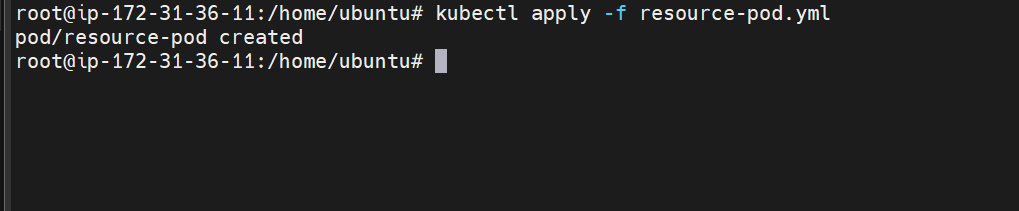 root@ip-172-31-36-11:/home/ubuntu# kubectl apply -f resource-pod.yml
pod/resource-pod created
root@ip-172-31-36-11:/home/ubuntu#